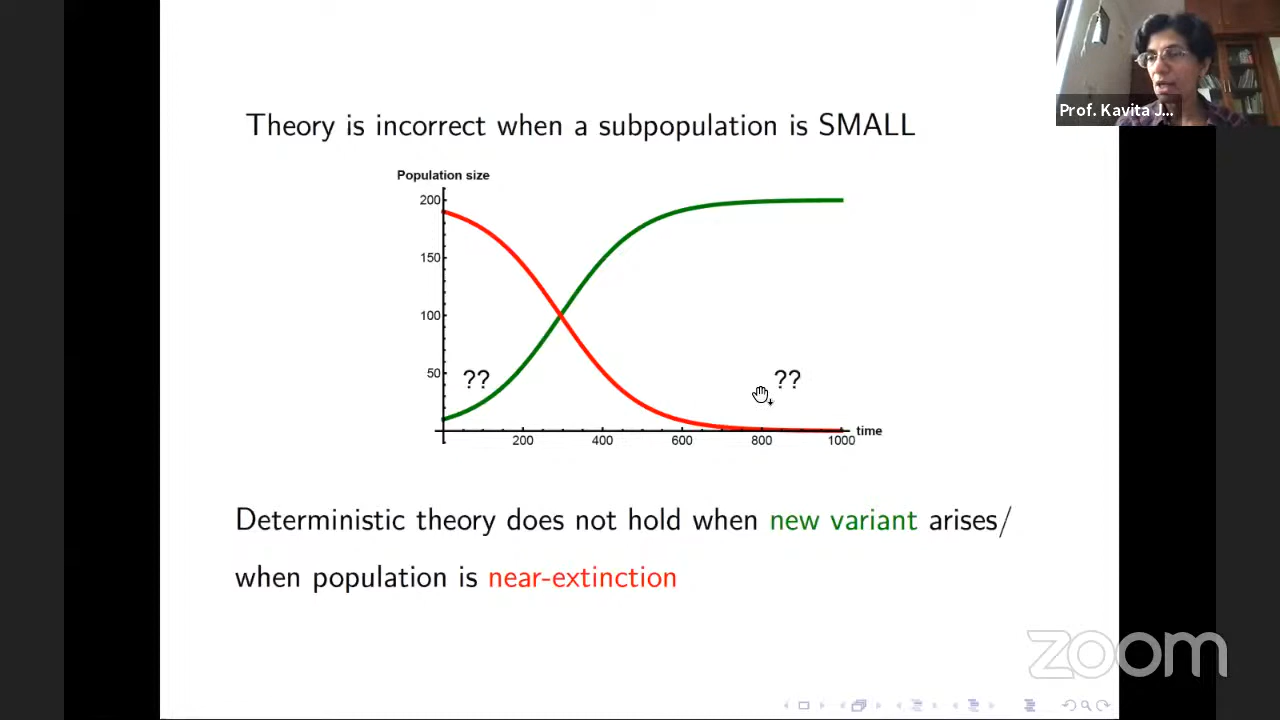 Prof. Kavita J...
Theory is incorrect when a subpopulation is SMALL
Population size
200
150
100
50
??
??
200
400
600
800
1000
time
Deterministic theory does not hold when new variant arises/
when population is near-extinction
zoom